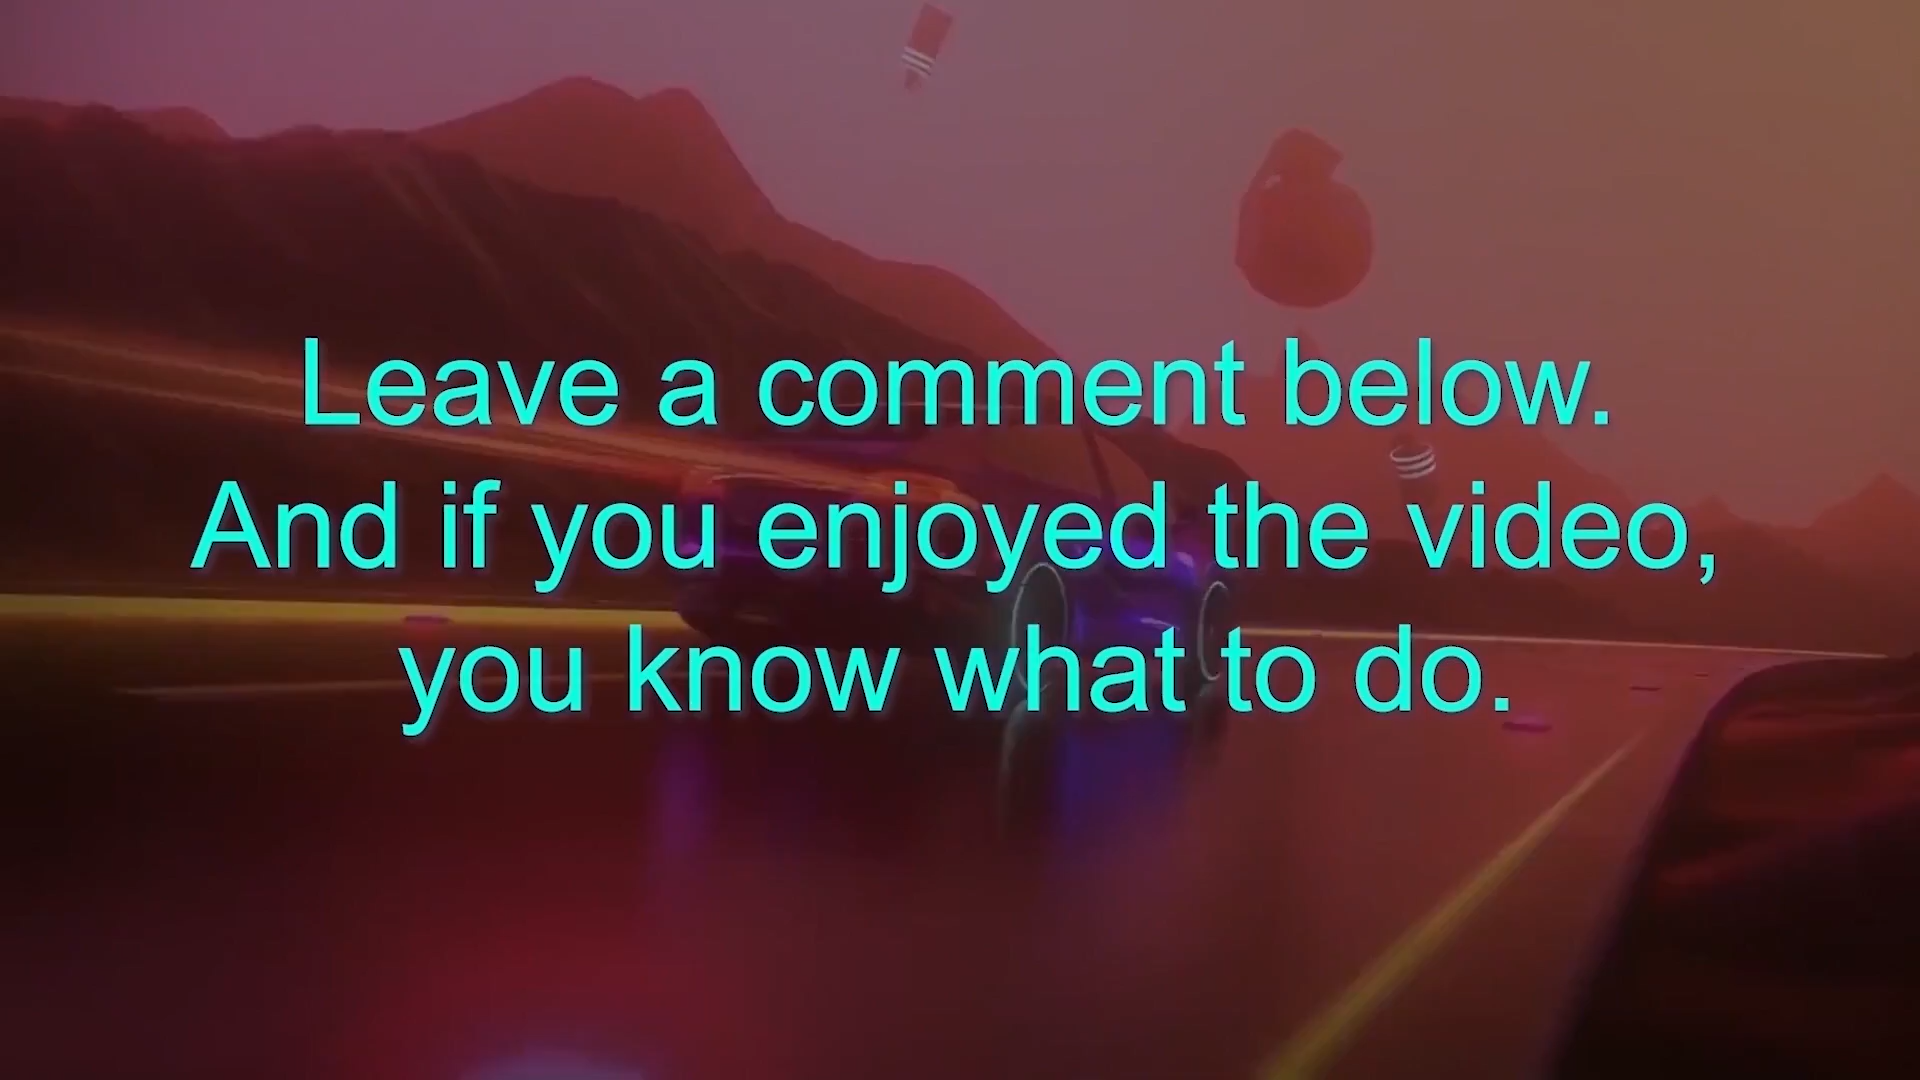 Leave a comment below.
And if you enjoyed the video,
you know what to do.